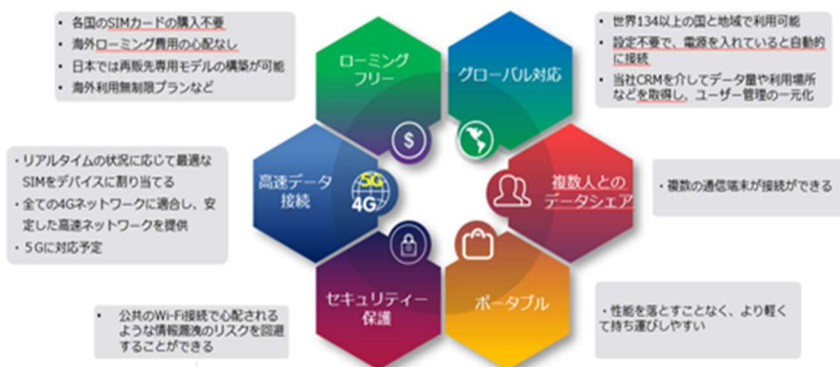 ・各国のSIMカードの購入不要
・海外ローミング費用の心配なし
・日本では再販先専用モデルの構築が可能
・海外利用無制限プランなど
ローミング
フリー
$
グローバル対応
・世界134以上の国と地域で利用可能
・設定不要で、電源を入れていると自動的
に接続
・当社CRMを介してデータ量や利用場所
などを取得し、ユーザー管理の一元化
・リアルタイムの状況に応じて最適な
SIMをデバイスに割り当てる
・全ての4Gネットワークに適合し、安
定した高速ネットワークを提供
・５Gに対応予定
高速データ
接続
5G
4G
複数人との
データシェア
・複数の通信端末が接続ができる
・公共のWi-Fi接続で心配される
ような情報漏洩のリスクを回避
することができる
セキュリティー
保護
ポータブル
・性能を落とすことなく、より軽く
て持ち運びしやすい